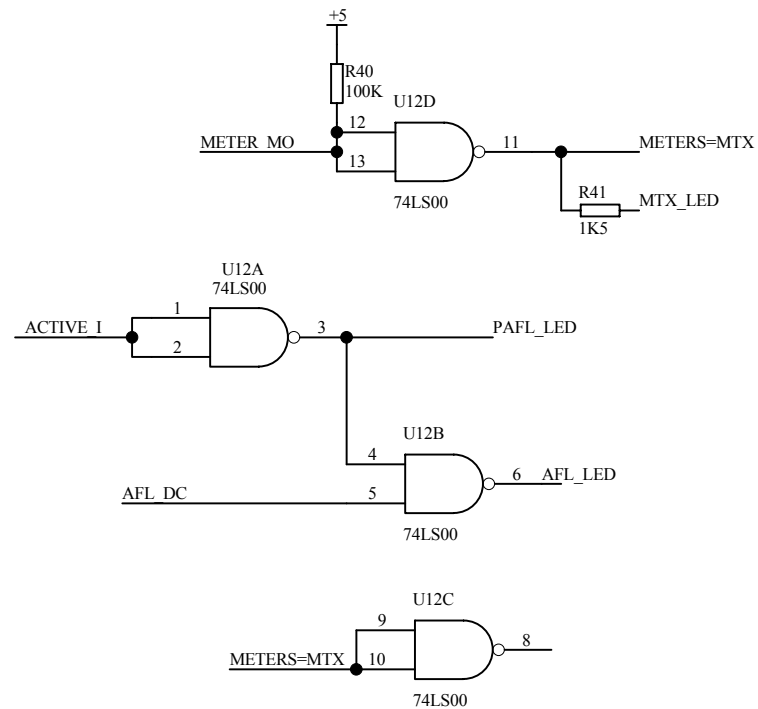 +5
R40
100K
U12D
12
METER_MO
11
METERS=MTX
13
R41
MTX_LED
74LS00
1K5
U12A
74LS00
1
ACTIVE_I
3
PAFL_LED
2
U12B
4
6
AFL_LED
AFL_DC
5
74LS00
U12C
9
8
METERS=MTX
10
74LS00